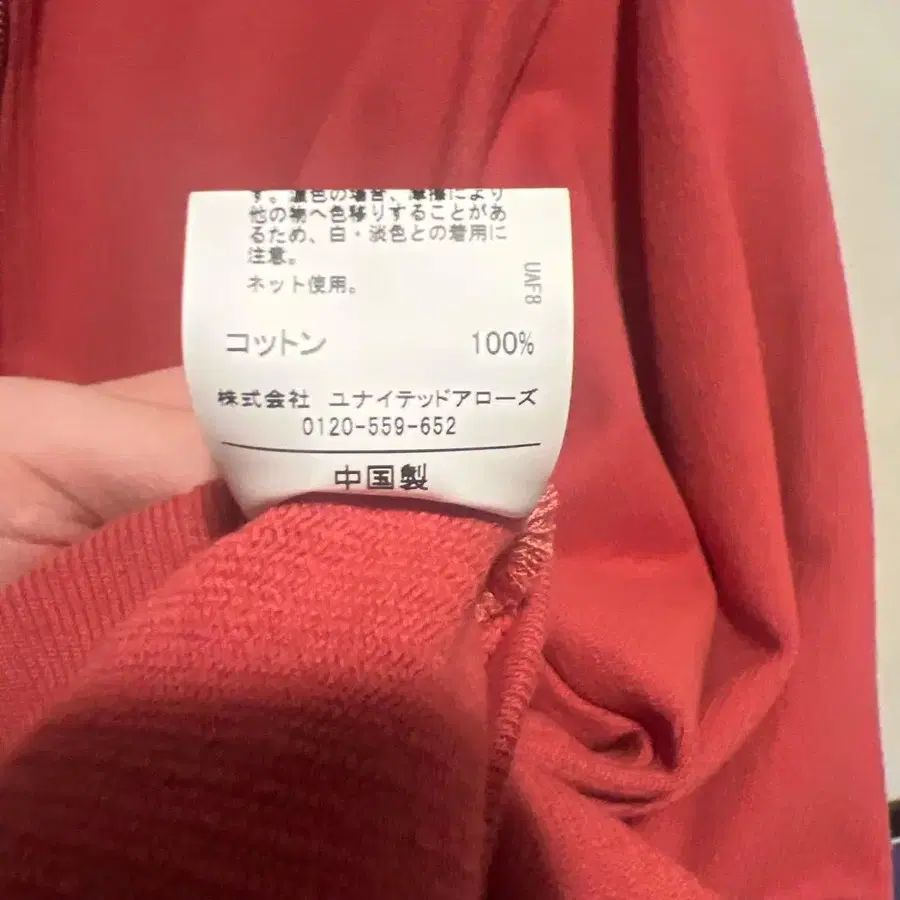 す。濃色の場合、摩擦により
他の物へ色移りすることがあ
るため、白・淡色との着用に
注意。
ネット使用。
UAF8
コットン 100%
株式会社 ユナイテッドアローズ
0120-559-652
中国製